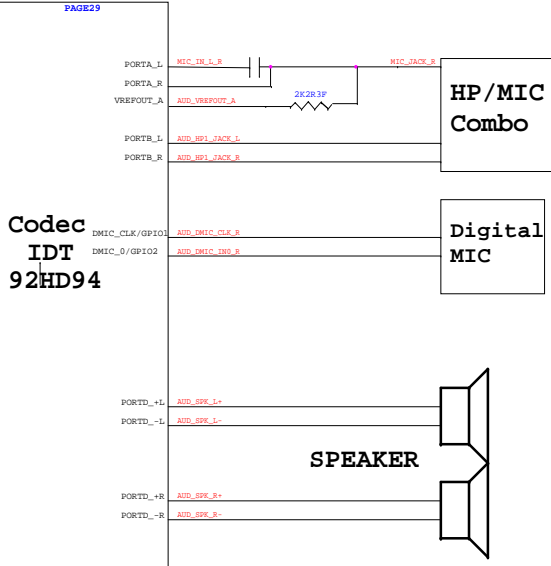 PAGE29
PORTA_L MIC_IN_L_R MIC_JACK_R
PORTA_R
VREFOUT_A AUD_VREFOUT_A 2K2R3F
HP/MIC
Combo
PORTB_L AUD_HP1_JACK_L
PORTB_R AUD_HP1_JACK_R
Codec
IDT
92HD94
DMIC_CLK/GPIO1 AUD_DMIC_CLK_R
DMIC_0/GPIO2 AUD_DMIC_IN0_R
Digital
MIC
PORTD_+L AUD_SPK_L+
PORTD_-L AUD_SPK_L-
SPEAKER
PORTD_+R AUD_SPK_R+
PORTD_-R AUD_SPK_R-